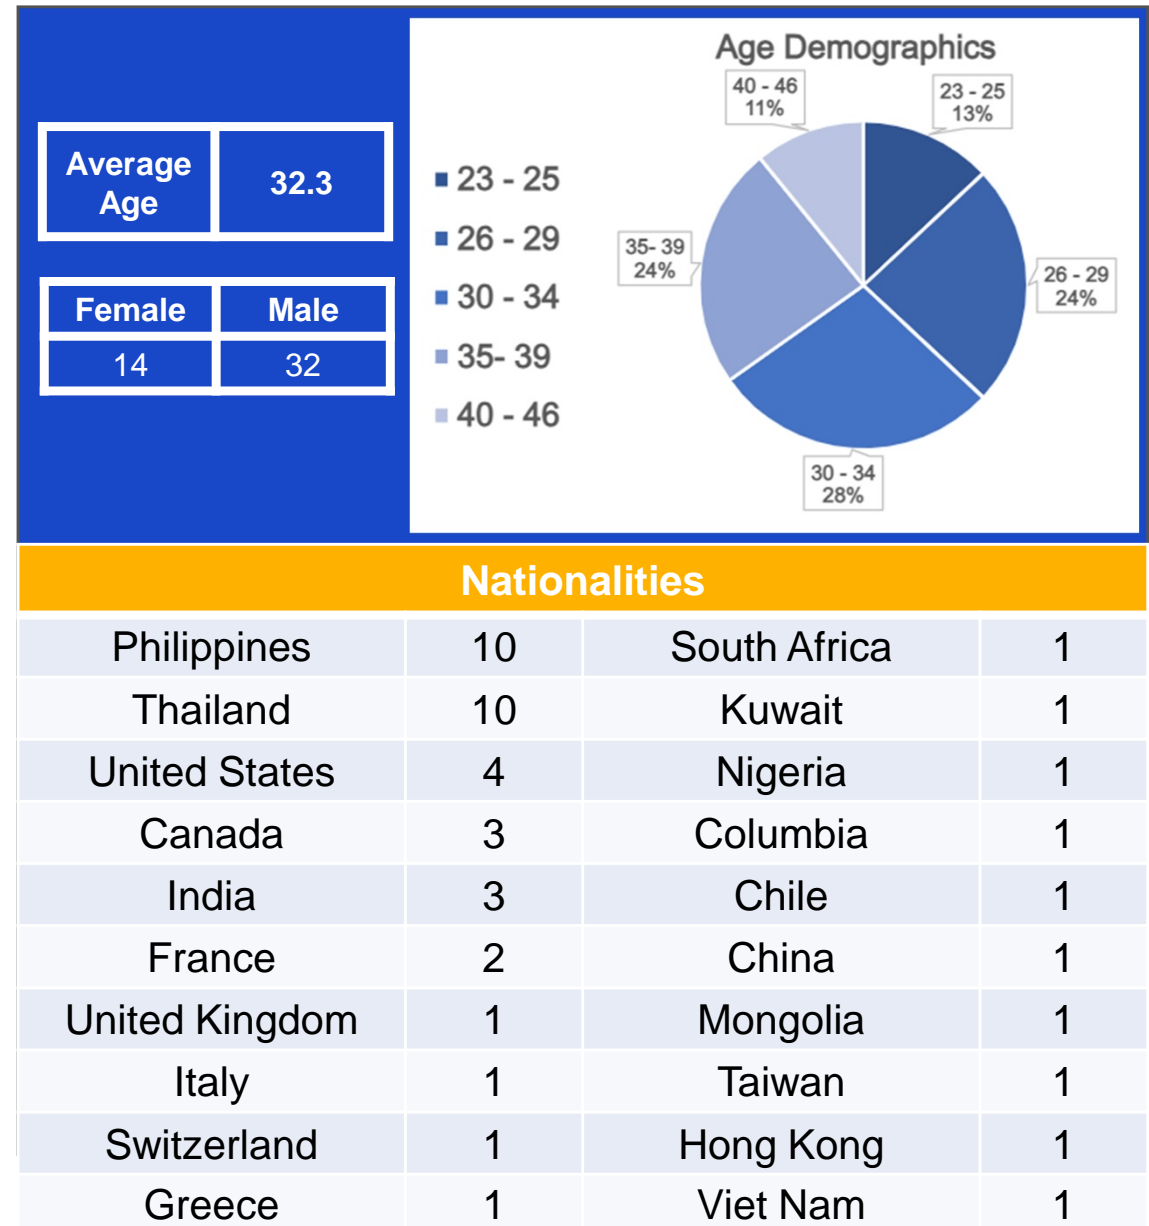 Average
Age
32.3
Female Male
14 32
Age Demographics
23 - 25
26 - 29
30 - 34
35- 39
40 - 46
40 - 46
11%
23 - 25
13%
35- 39
24%
26 - 29
24%
30 - 34
28%
Nationalities
Philippines 10 South Africa 1
Thailand 10 Kuwait 1
United States 4 Nigeria 1
Canada 3 Columbia 1
India 3 Chile 1
France 2 China 1
United Kingdom 1 Mongolia 1
Italy 1 Taiwan 1
Switzerland 1 Hong Kong 1
Greece 1 Viet Nam 1